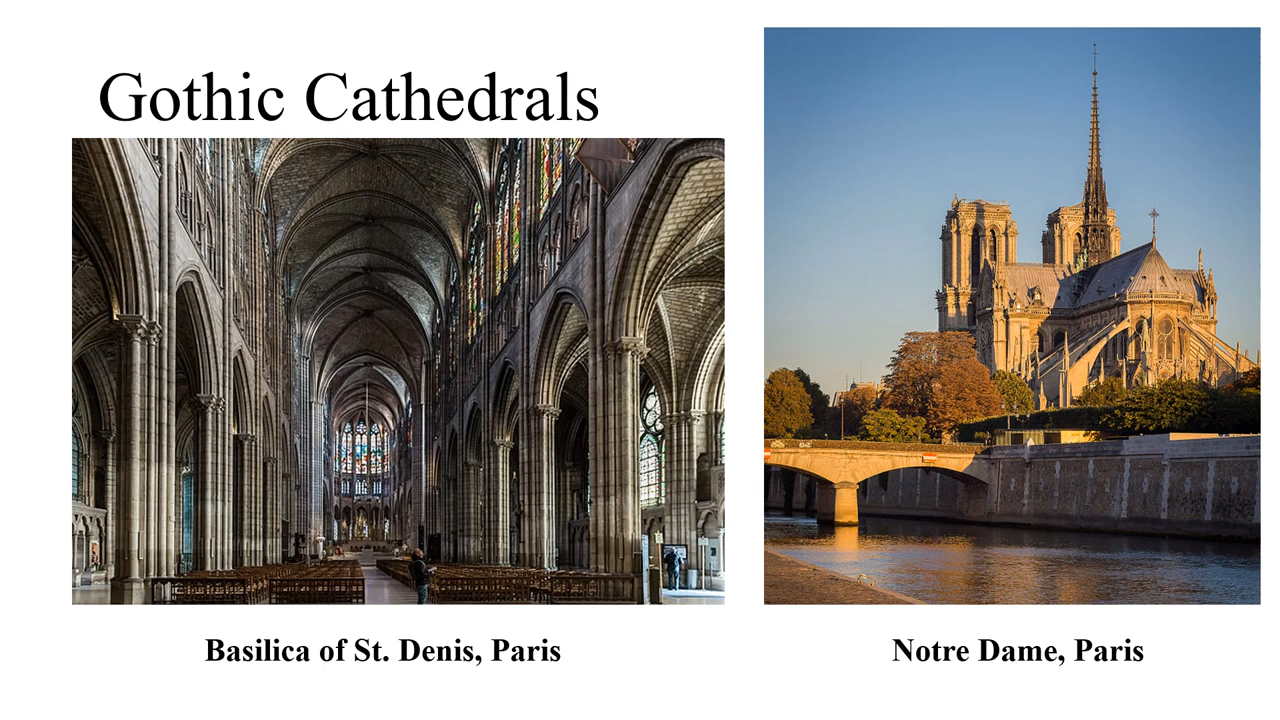 Gothic Cathedrals
Basilica of St. Denis, Paris
Notre Dame, Paris